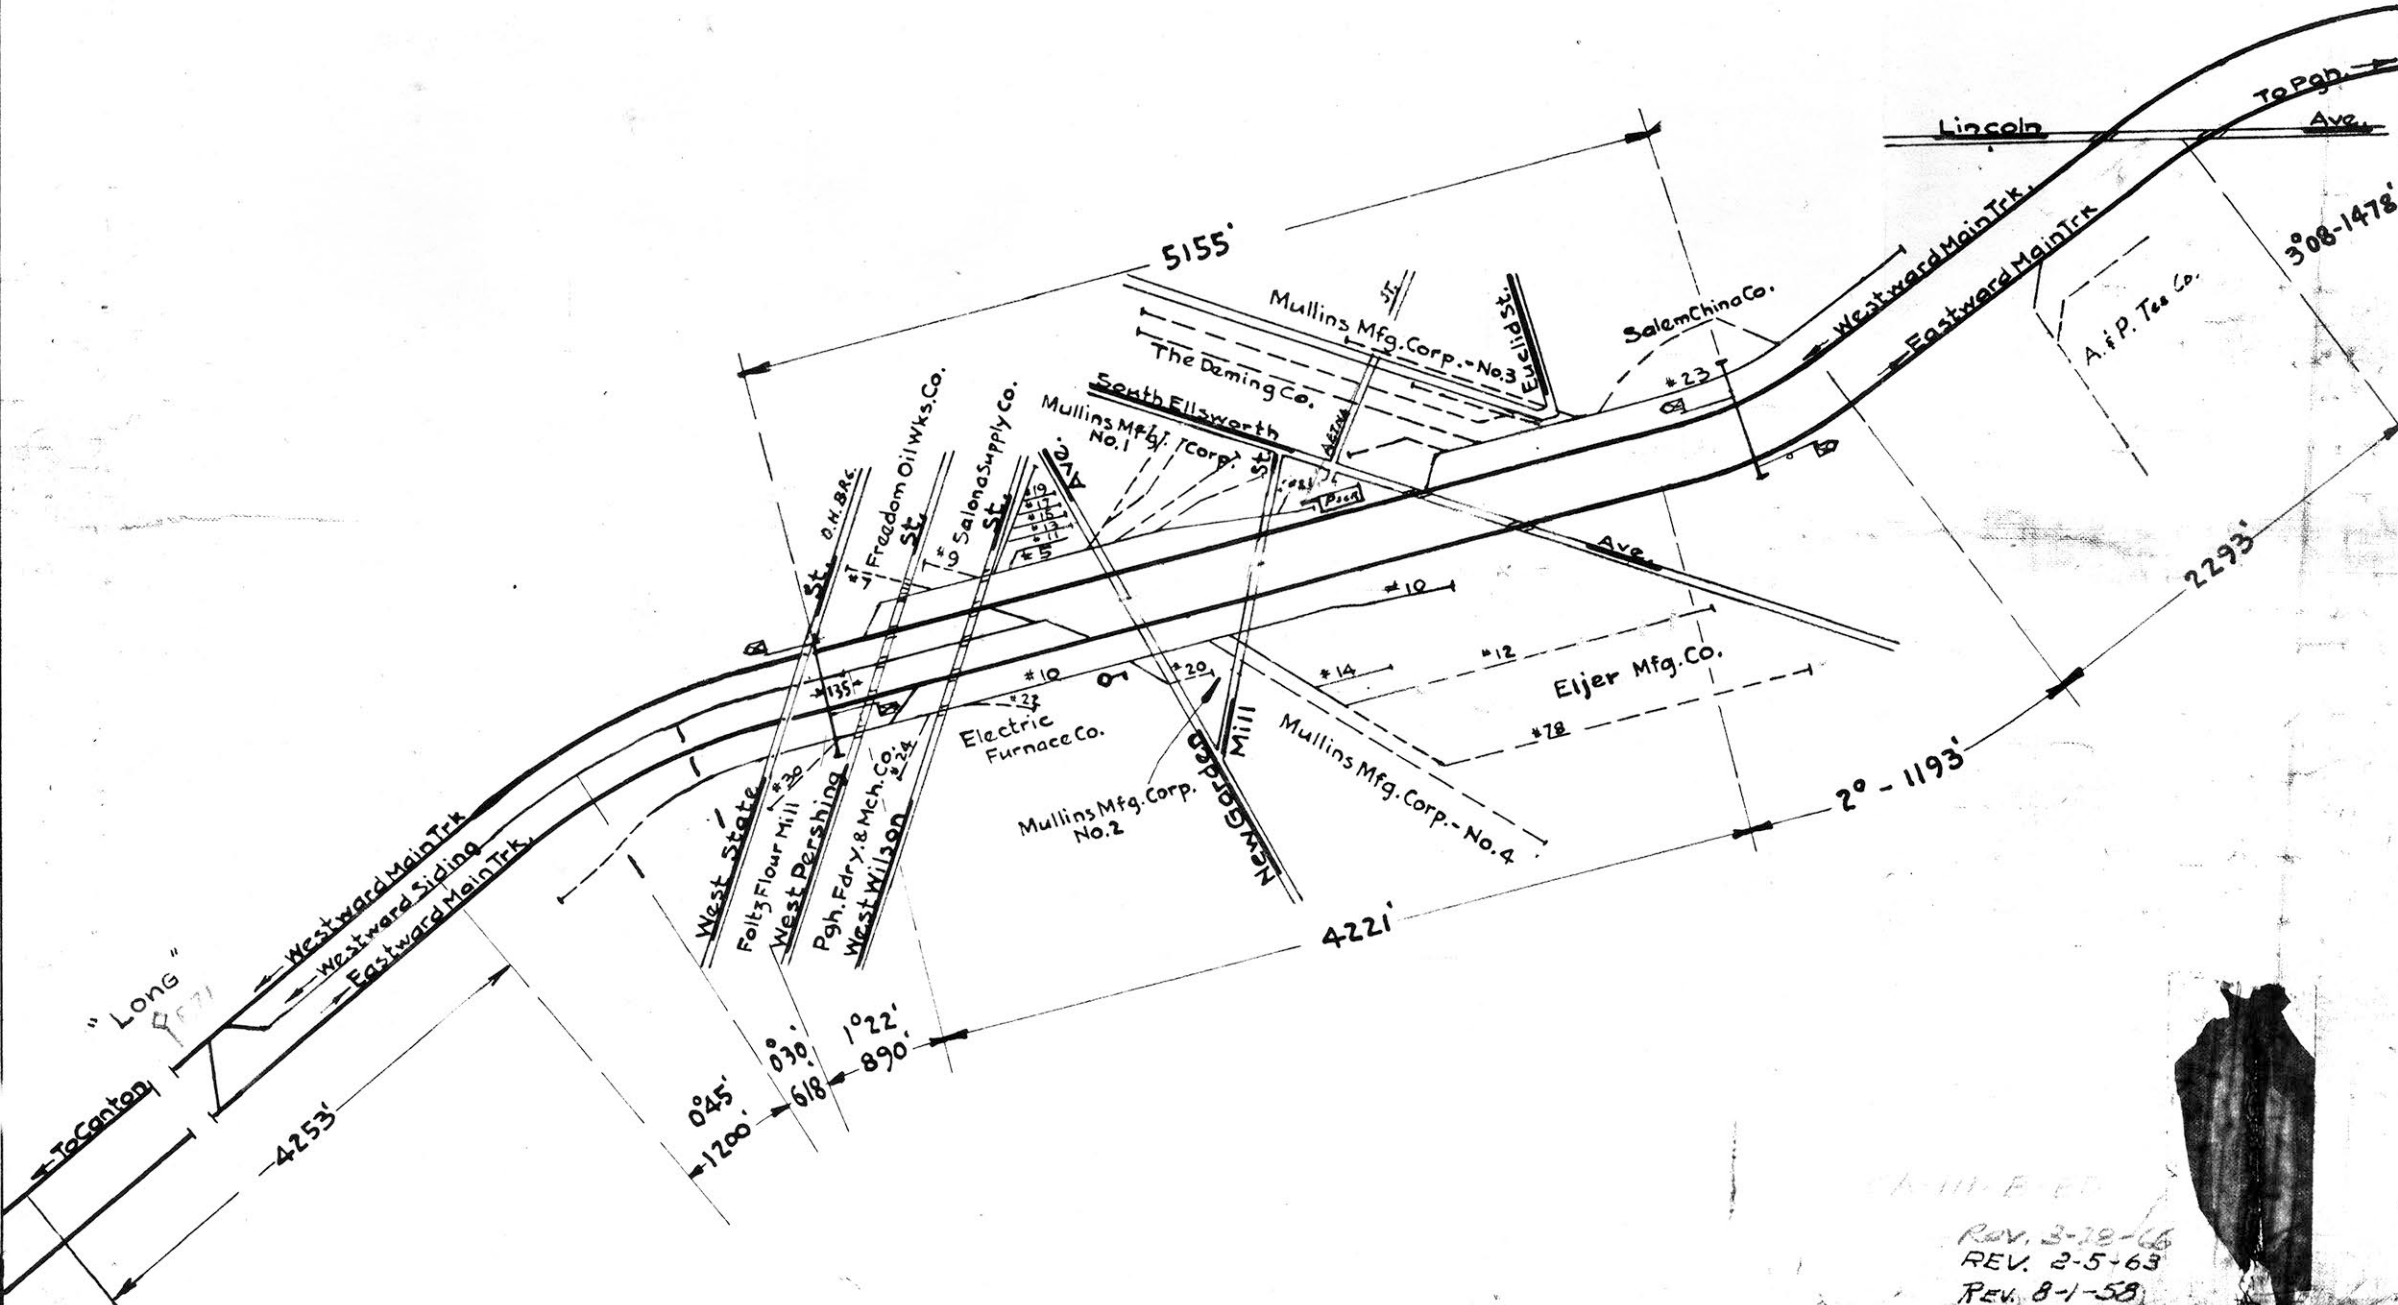 To Pgh.
Lincoln
Ave.
3°08-1478'
5155'
Westward Main Trk.
Eastward Main Trk
A. & P. Tea Co.
St.
Euclid St.
Salem China Co.
Mullins Mfg. Corp. - No.3
The Deming Co.
#23
South Ellsworth
Ave.
Mullins Mfg. Corp.
No.1
St.
AETNA
O.H.BRG.
St.
Freedom Oil Wks. Co.
St.
Salona Supply Co.
St.
Ave.
#19
#17
#15
#13
#11
#5
#9
#7
PSGR
2293'
#10
#12
Eljer Mfg. Co.
#14
#20
#10
#22
#135
Electric
Furnace Co.
Mill
#78
Mullins Mfg. Corp. - No.4
Mullins Mfg. Corp.
No.2
New Garden
#24
#30
West State
Foltz Flour Mill
West Pershing
Pgh. Fdry. & Mch. Co.
West Wilson
2° - 1193'
4221'
Westward Main Trk
Westward Siding
Eastward Main Trk.
"LONG"
1°22'
890'
0°30'
618'
0°45'
1200'
4253'
To Canton
REV. 2-5-63
REV. 8-1-58